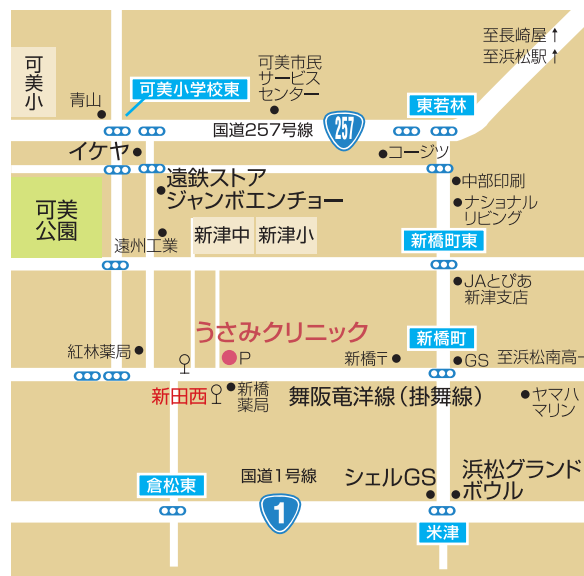 至長崎屋↑
至浜松駅↑
可美小
可美市民
サービス
センター
可美小学校東
青山
東若林
国道257号線
257
イケヤ
コージツ
遠鉄ストア
ジャンボエンチョー
中部印刷
ナショナル
リビング
可美
公園
遠州工業
新津中
新津小
新橋町東
JAとぴあ
新津支店
うさみクリニック
P
新橋町
紅林薬局
新橋〒
GS
至浜松南高→
新田西
新橋
薬局
舞阪竜洋線（掛舞線）
ヤマハ
マリン
倉松東
国道1号線
1
シェルGS
浜松グランド
ボウル
米津